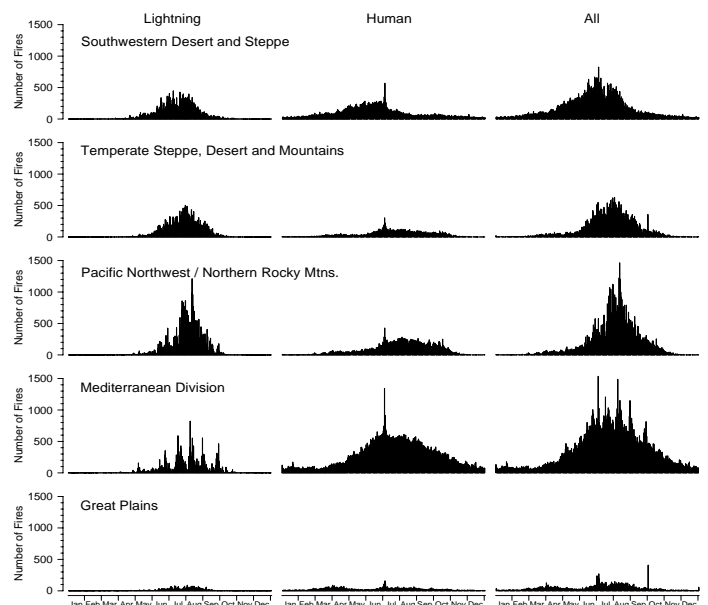 Lightning Human All
Southwestern Desert and Steppe
Number of Fires
1500
1000
500
0
Temperate Steppe, Desert and Mountains
Number of Fires
1500
1000
500
0
Pacific Northwest / Northern Rocky Mtns.
Number of Fires
1500
1000
500
0
Mediterranean Division
Number of Fires
1500
1000
500
0
Great Plains
Number of Fires
1500
1000
500
0
Jan Feb Mar Apr May Jun Jul Aug Sep Oct Nov Dec Jan Feb Mar Apr May Jun Jul Aug Sep Oct Nov Dec Jan Feb Mar Apr May Jun Jul Aug Sep Oct Nov Dec